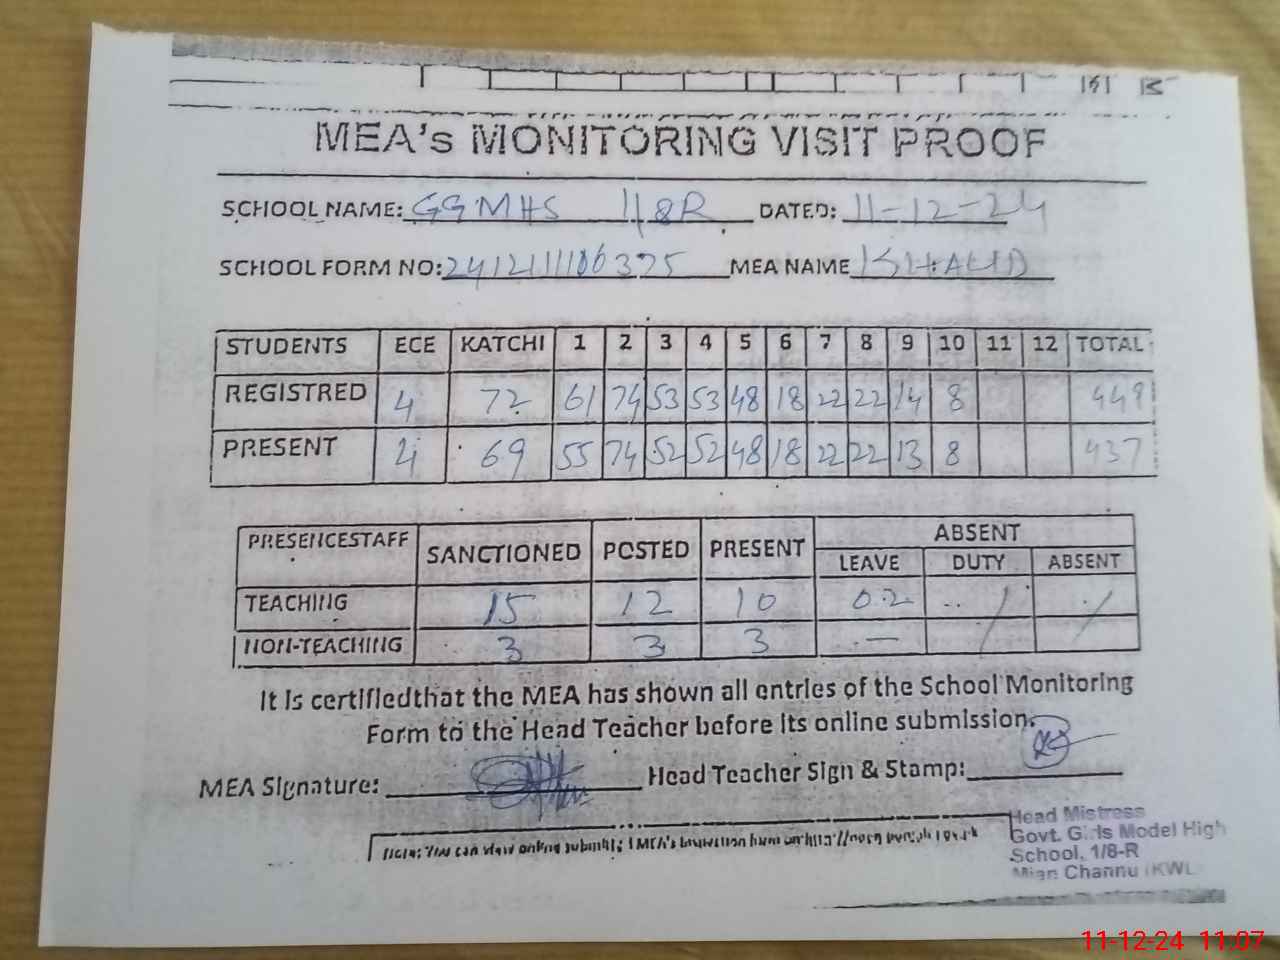 MEA's MONITORING VISIT PROOF
SCHOOL NAME: GGMHS 1/8R DATED: 11-12-24
SCHOOL FORM NO: MEA NAME KHALID
STUDENTS ECE KATCHI 1 2 3 4 5 6 7 8 9 10 11 12 TOTAL
REGISTRED 4 72 61 74 53 53 48 18 22 22 14 8 449
PRESENT 4 69 55 74 52 52 48 18 22 22 13 8 437
PRESENCESTAFF SANCTIONED POSTED PRESENT ABSENT
LEAVE DUTY ABSENT
TEACHING 15 12 10 02
NON-TEACHING 3 3 3 —
It is certifiedthat the MEA has shown all entries of the School Monitoring
Form to the Head Teacher before its online submission.
MEA Signature: Head Teacher Sign & Stamp:
Head Mistress
Govt. Girls Model High
School, 1/8-R
Mian Channu (KWL
11-12-24 11:07